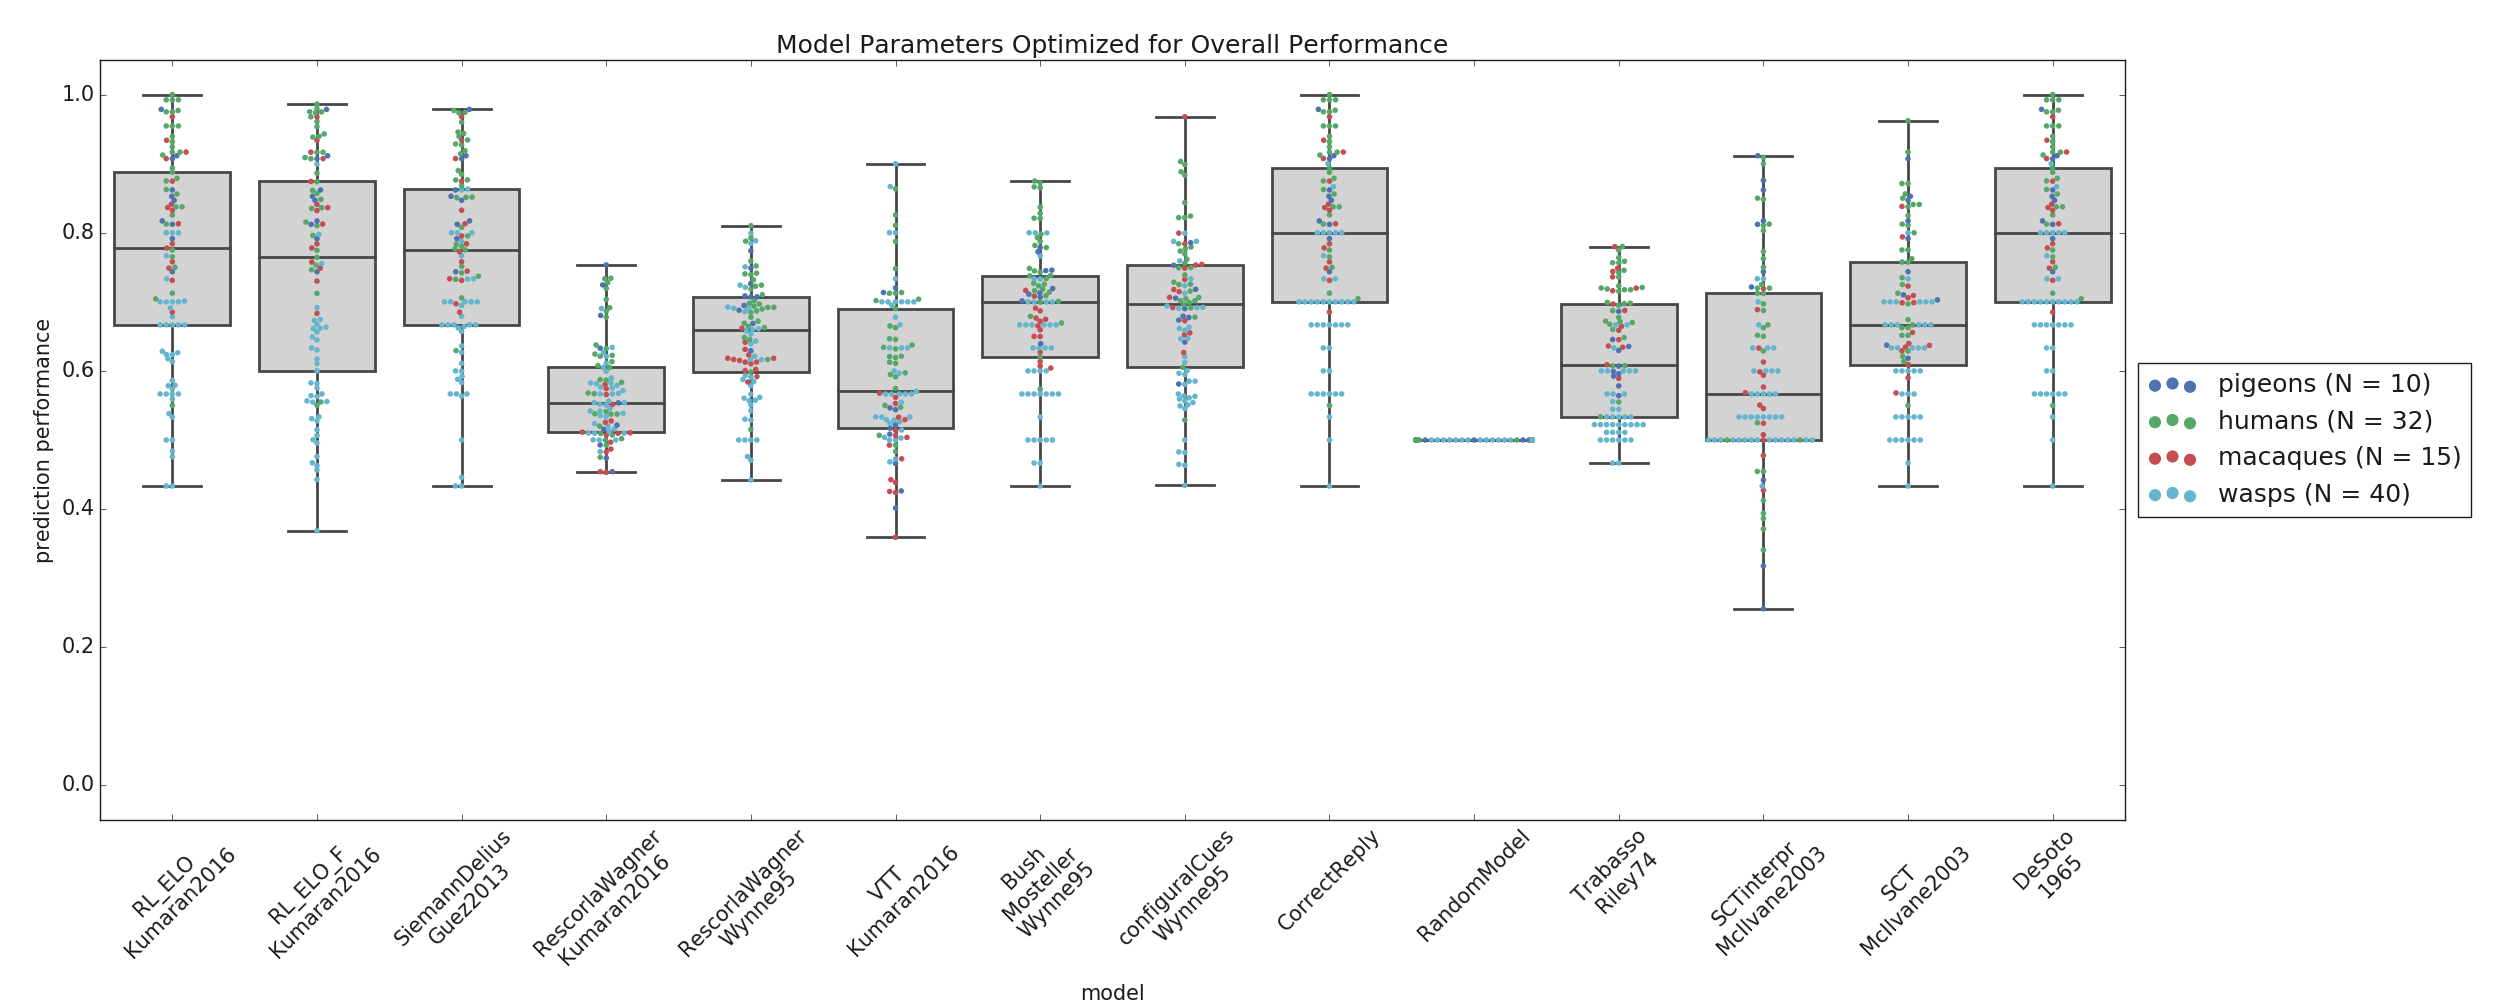 Model Parameters Optimized for Overall Performance
prediction performance
1.0
0.8
0.6
0.4
0.2
0.0
RL_ELO
Kumaran2016
RL_ELO_F
Kumaran2016
SiemannDelius
Guez2013
RescorlaWagner
Kumaran2016
RescorlaWagner
Wynne95
VTT
Kumaran2016
Bush
Mosteller
Wynne95
configuralCues
Wynne95
CorrectReply
RandomModel
Trabasso
Riley74
SCTinterpr
McIlvane2003
SCT
McIlvane2003
DeSoto
1965
model
pigeons (N = 10)
humans (N = 32)
macaques (N = 15)
wasps (N = 40)